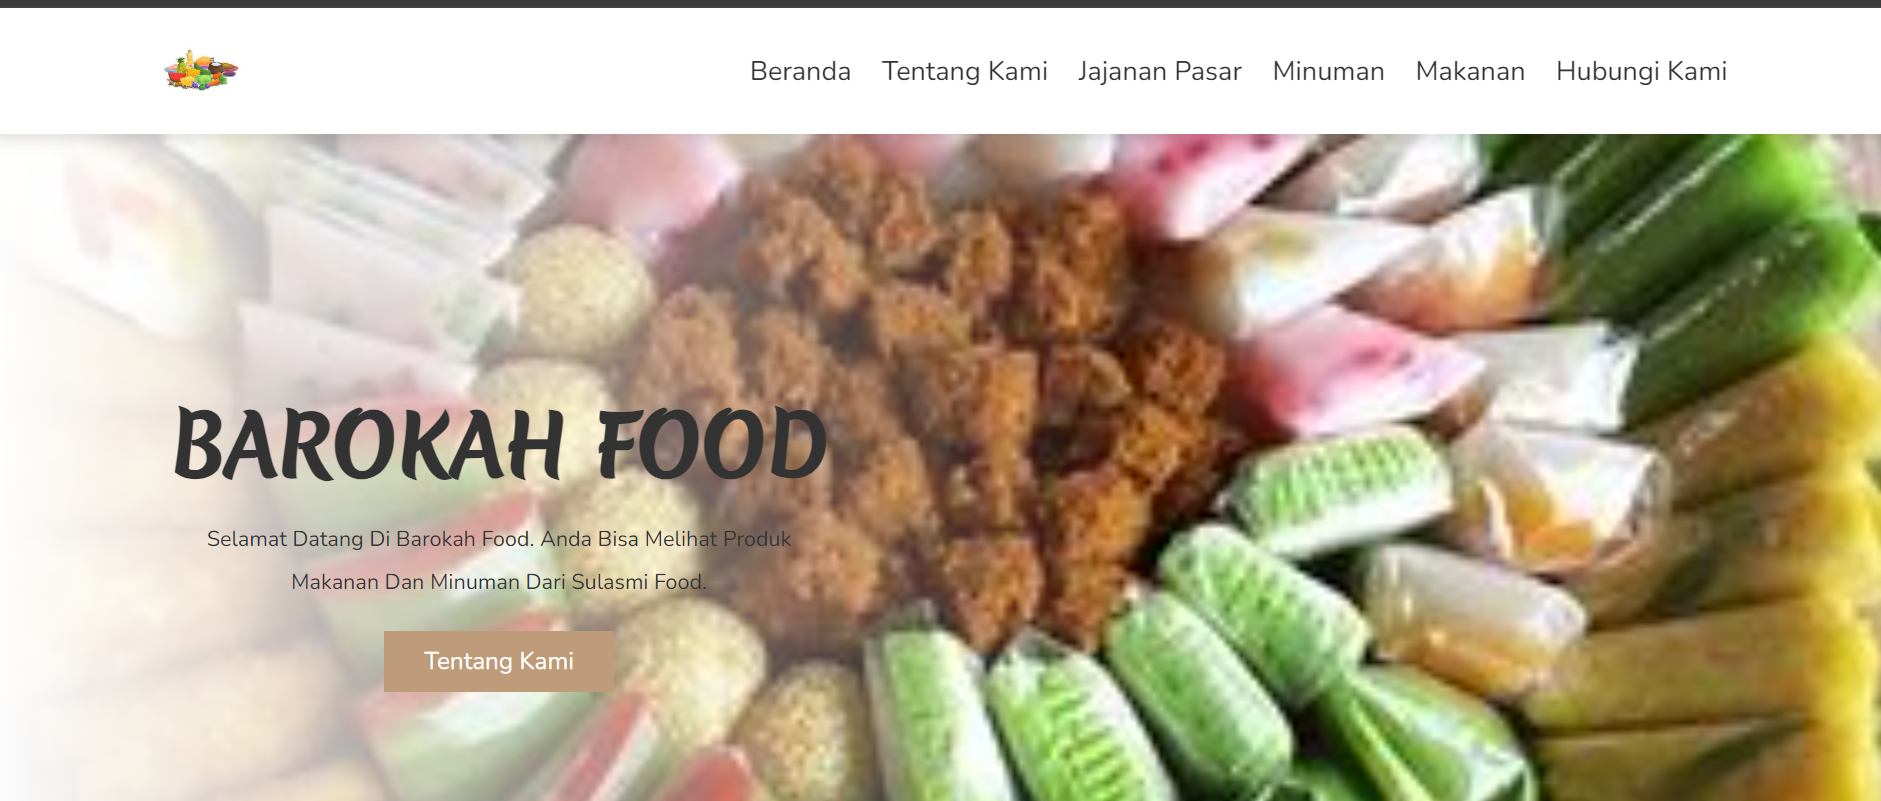 Beranda Tentang Kami Jajanan Pasar Minuman Makanan Hubungi Kami
BAROKAH FOOD
Selamat Datang Di Barokah Food. Anda Bisa Melihat Produk
Makanan Dan Minuman Dari Sulasmi Food.
Tentang Kami